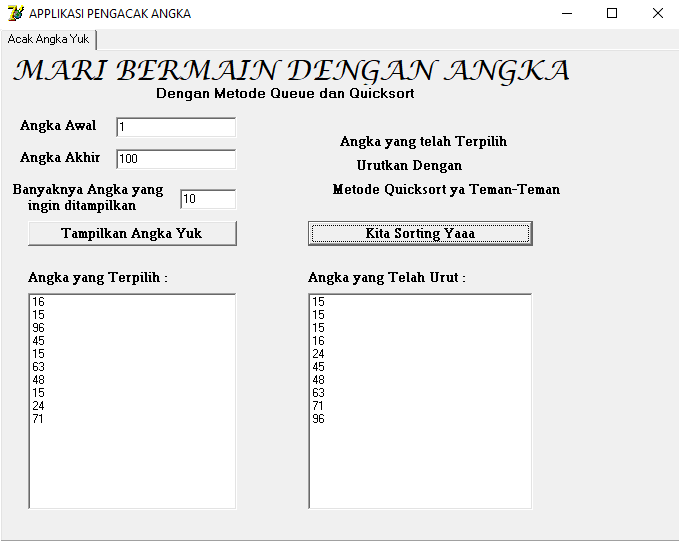 APPLIKASI PENGACAK ANGKA
Acak Angka Yuk
MARI BERMAIN DENGAN ANGKA
Dengan Metode Queue dan Quicksort
Angka Awal
1
Angka Akhir
100
Banyaknya Angka yang
ingin ditampilkan
10
Tampilkan Angka Yuk
Angka yang telah Terpilih
Urutkan Dengan
Metode Quicksort ya Teman-Teman
Kita Sorting Yaaa
Angka yang Terpilih :
16
15
96
45
15
63
48
15
24
71
Angka yang Telah Urut :
15
15
15
16
24
45
48
63
71
96